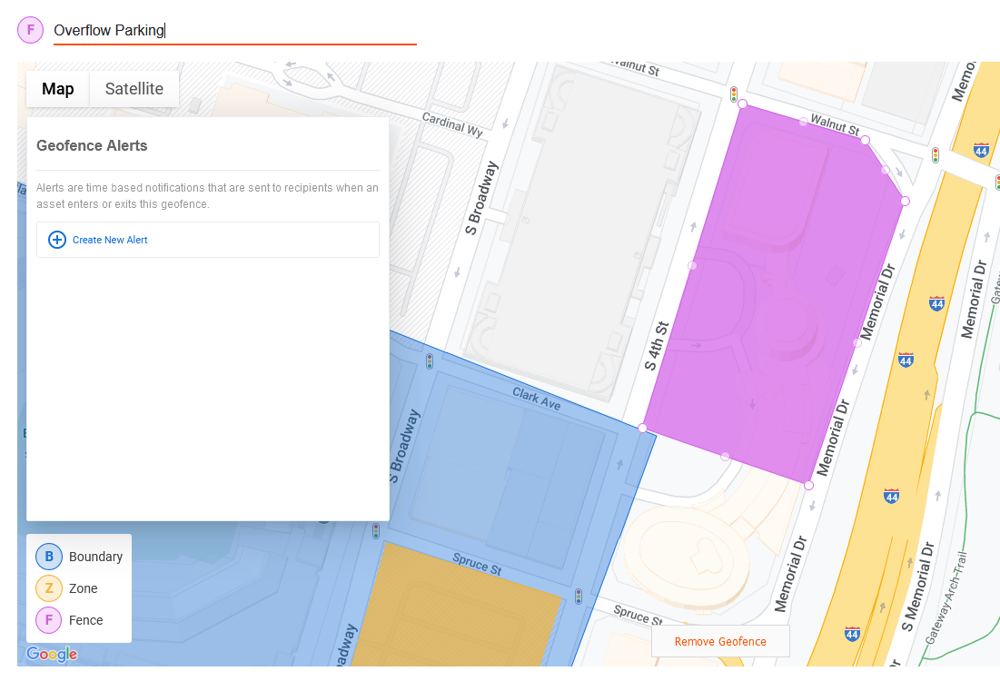 F Overflow Parking
Map Satellite
Geofence Alerts
Alerts are time based notifications that are sent to recipients when an
asset enters or exits this geofence.
Create New Alert
Cardinal Wy
Walnut St
S Broadway
S 4th St
Memorial Dr
Memorial Dr
Memorial Dr
44
44
44
44
44
Clark Ave
S Broadway
Memorial Dr
Memorial Dr
S Memorial Dr
Gateway Arch Trail
Spruce St
Spruce St
B Boundary
Z Zone
F Fence
Google
Remove Geofence